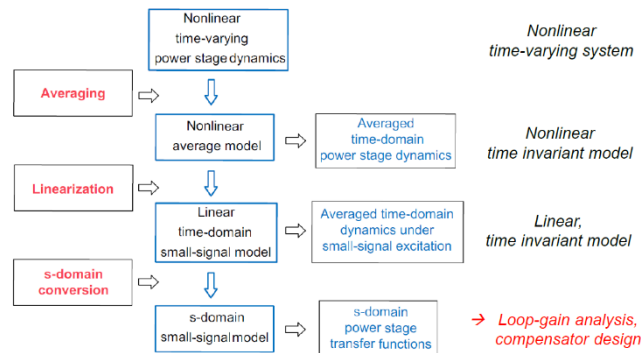 Nonlinear
time-varying
power stage dynamics
Nonlinear
time-varying system
Averaging
Nonlinear
average model
Averaged
time-domain
power stage dynamics
Nonlinear
time invariant model
Linearization
Linear
time-domain
small-signal model
Averaged time-domain
dynamics under
small-signal excitation
Linear,
time invariant model
s-domain
conversion
s-domain
small-signal model
s-domain
power stage
transfer functions
→ Loop-gain analysis,
compensator design